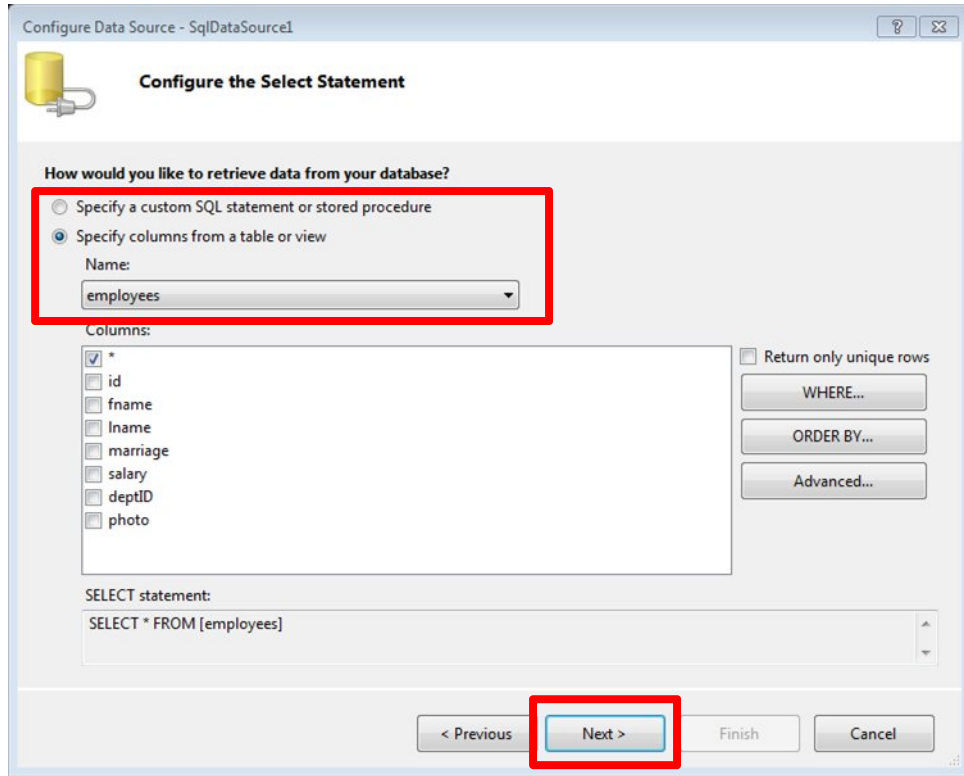 Configure Data Source - SqlDataSource1
Configure the Select Statement
How would you like to retrieve data from your database?
Specify a custom SQL statement or stored procedure
Specify columns from a table or view
Name:
employees
Columns:
*
Return only unique rows
id
WHERE...
fname
lname
ORDER BY...
marriage
salary
Advanced...
deptID
photo
SELECT statement:
SELECT * FROM [employees]
< Previous
Next >
Finish
Cancel